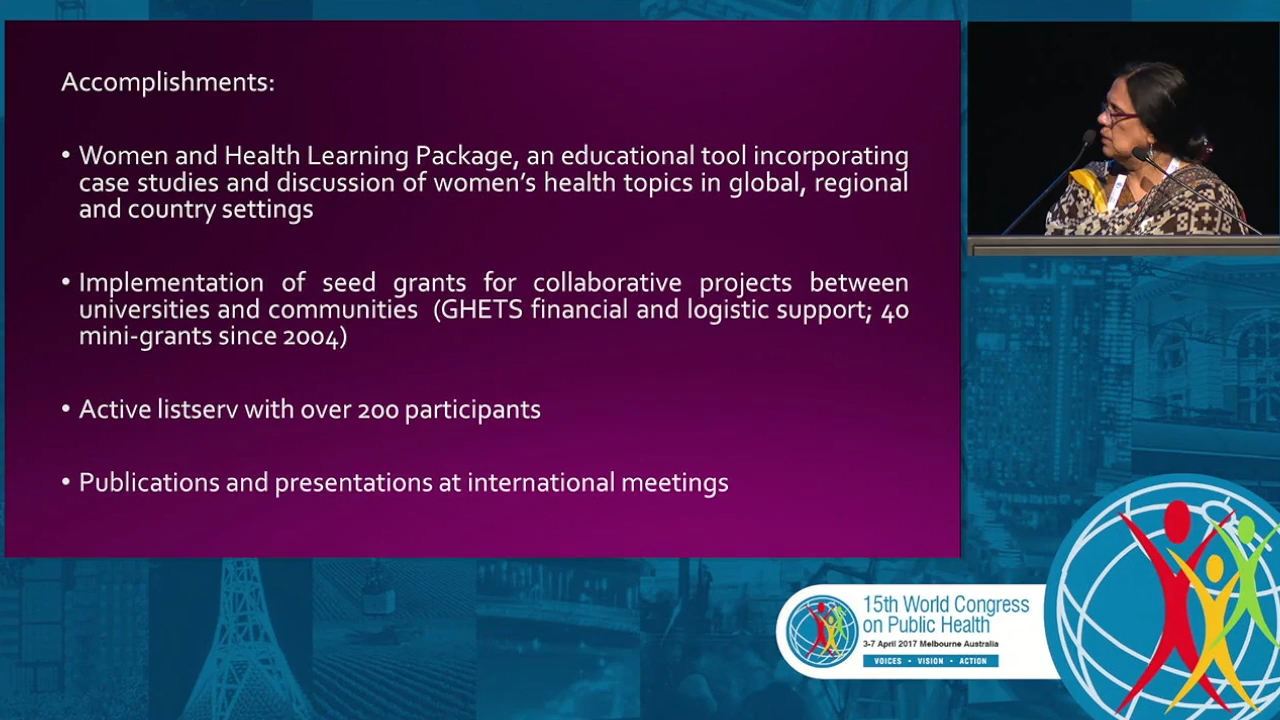 Accomplishments:
• Women and Health Learning Package, an educational tool incorporating
case studies and discussion of women's health topics in global, regional
and country settings
• Implementation of seed grants for collaborative projects between
universities and communities (GHETS financial and logistic support; 40
mini-grants since 2004)
• Active listserv with over 200 participants
• Publications and presentations at international meetings
15th World Congress
on Public Health
3-7 April 2017 Melbourne Australia
VOICES • VISION • ACTION